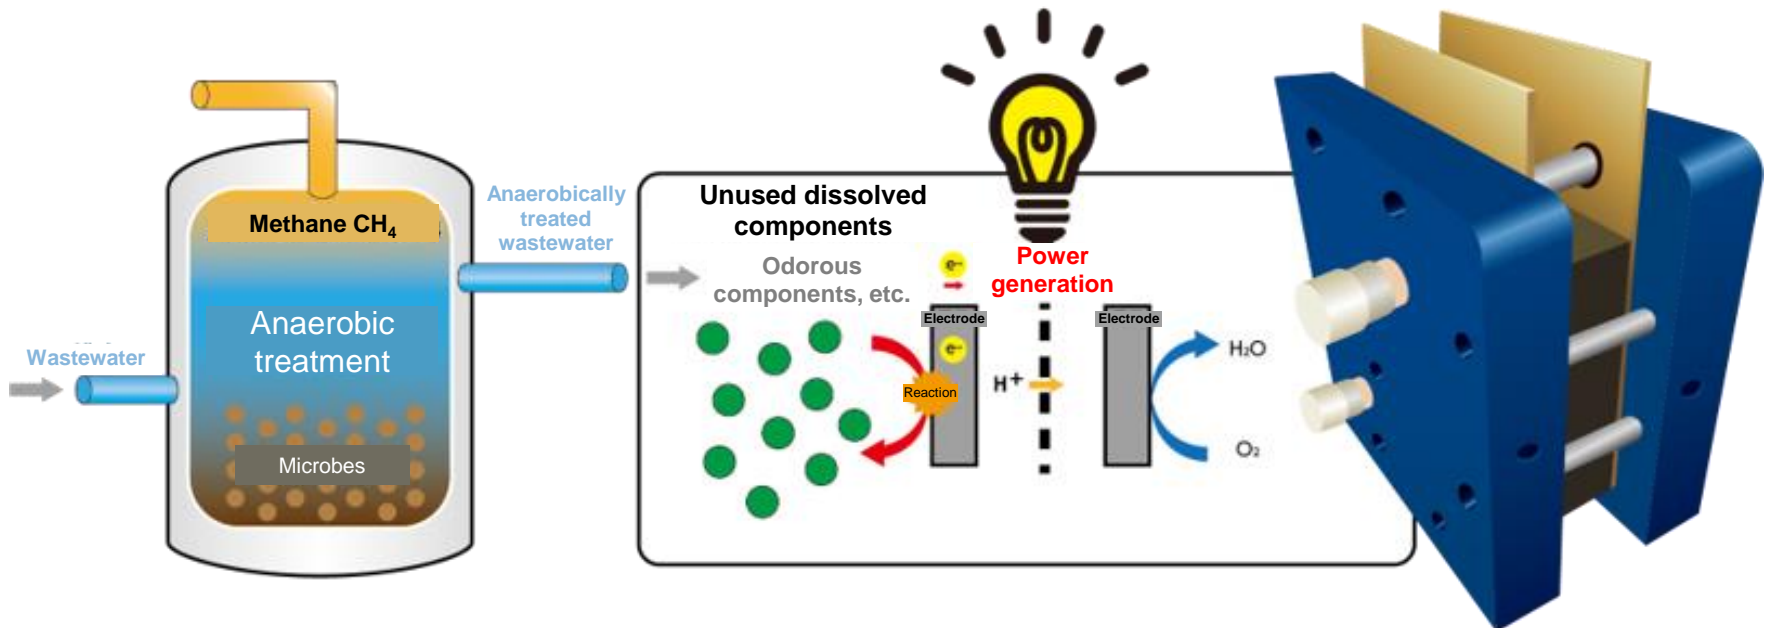 Methane CH₄
Anaerobic
treatment
Microbes
Wastewater
Anaerobically
treated
wastewater
Unused dissolved
components
Odorous
components, etc.
e⁻
Power
generation
Electrode
e⁻
Reaction
H⁺
Electrode
H₂O
O₂